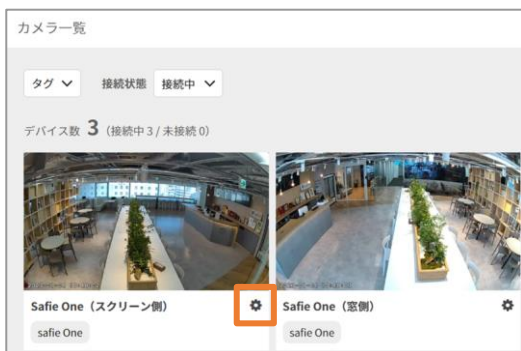 カメラ一覧
タグ 接続状態 接続中
デバイス数 3（接続中 3 / 未接続 0）
Safie One（スクリーン側） Safie One（窓側）
safie One safie One